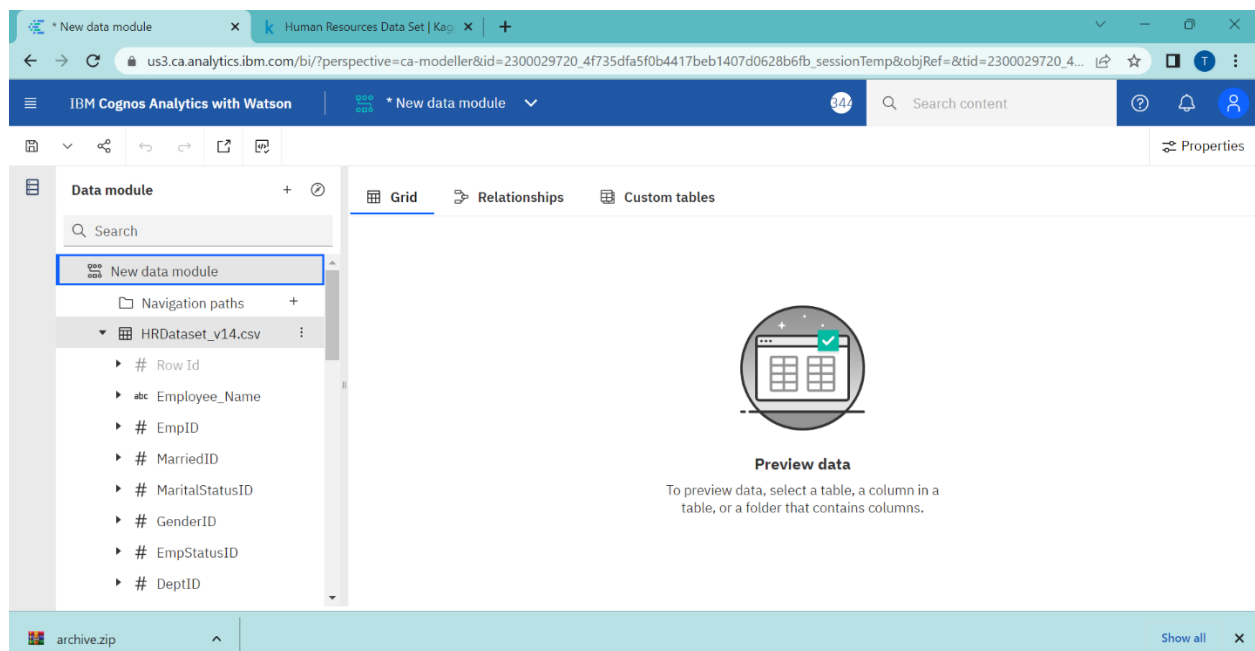 * New data module
k Human Resources Data Set | Kag
us3.ca.analytics.ibm.com/bi/?perspective=ca-modeller&id=2300029720_4f735dfa5f0b4417beb1407d0628b6fb_sessionTemp&objRef=&tid=2300029720_4...
T
IBM Cognos Analytics with Watson
* New data module
344
Search content
Properties
Data module
Grid
Relationships
Custom tables
Search
New data module
Navigation paths
HRDataset_v14.csv
# Row Id
abc Employee_Name
# EmpID
# MarriedID
# MaritalStatusID
# GenderID
# EmpStatusID
# DeptID
Preview data
To preview data, select a table, a column in a
table, or a folder that contains columns.
archive.zip
Show all